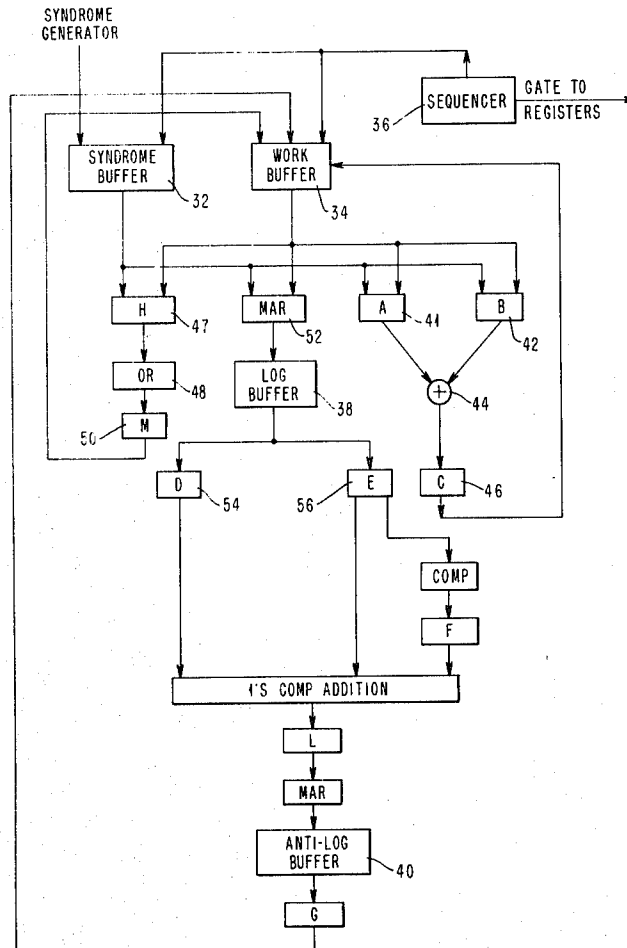 SYNDROME
GENERATOR
SEQUENCER
36
GATE TO
REGISTERS
SYNDROME
BUFFER
32
WORK
BUFFER
34
H
47
MAR
52
A
41
B
42
OR
48
LOG
BUFFER
38
+
44
M
50
D
54
E
56
C
46
COMP
F
1'S COMP ADDITION
L
MAR
ANTI-LOG
BUFFER
40
G